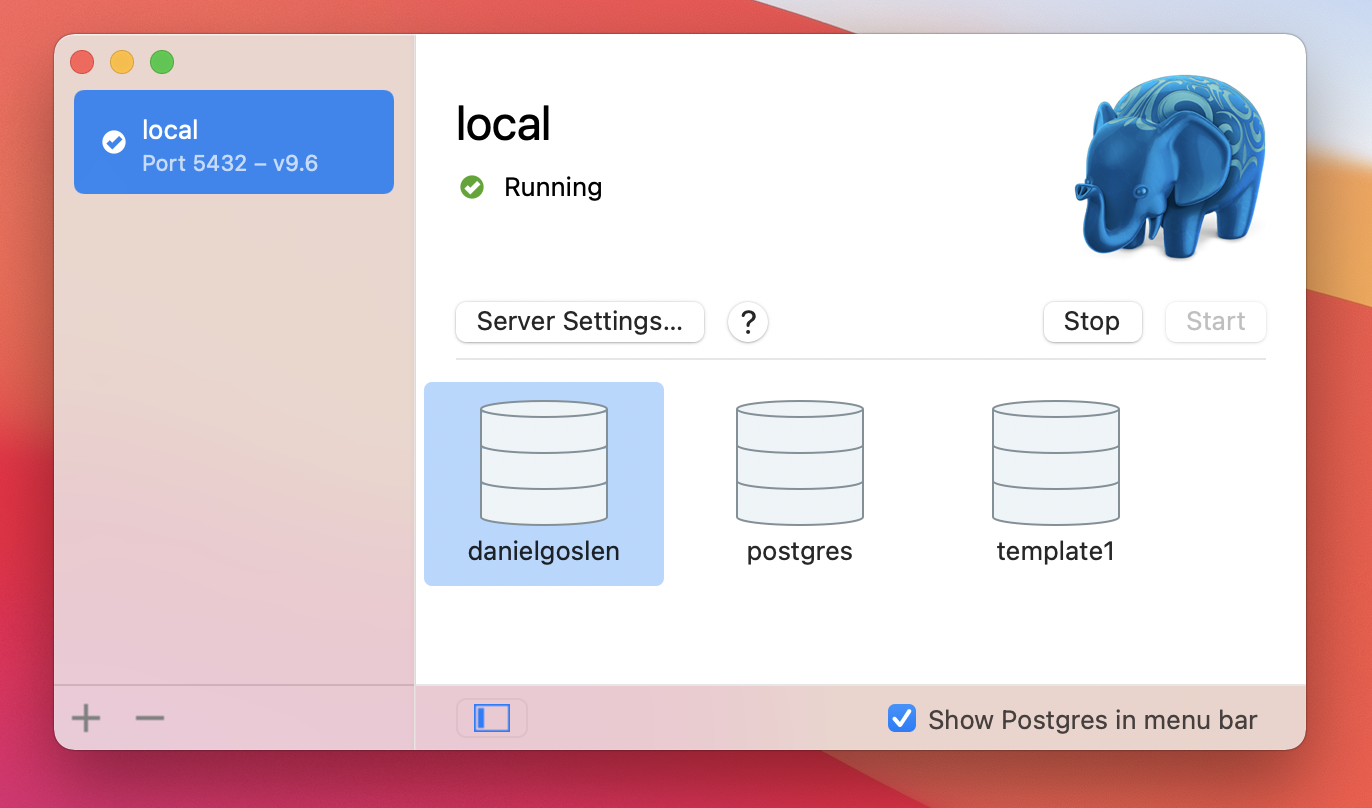 local
Port 5432 – v9.6
local
Running
Server Settings...
?
Stop
Start
danielgoslen
postgres
template1
Show Postgres in menu bar